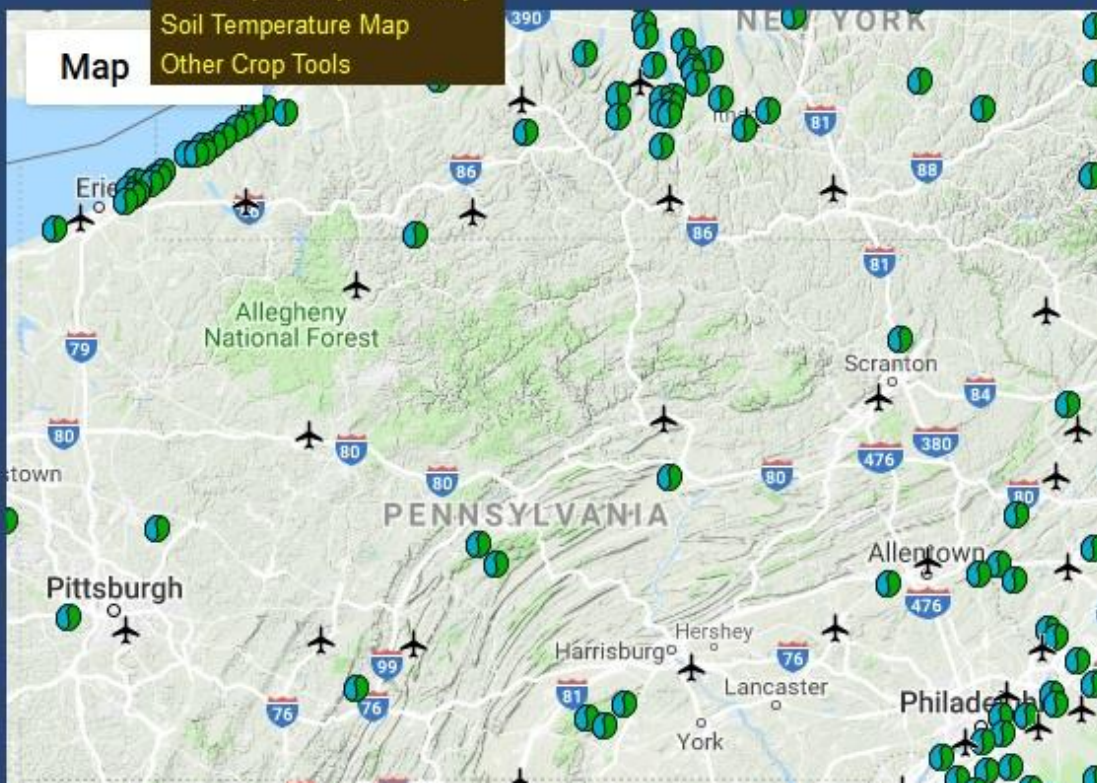 Soil Temperature Map
Other Crop Tools
Map
390
NEW YORK
81
86
88
Erie
86
81
Allegheny
National Forest
79
Scranton
84
80
80
380
476
80
80
80
PENNSYLVANIA
Allentown
Pittsburgh
476
Hershey
Harrisburg
76
99
81
Lancaster
76
76
York